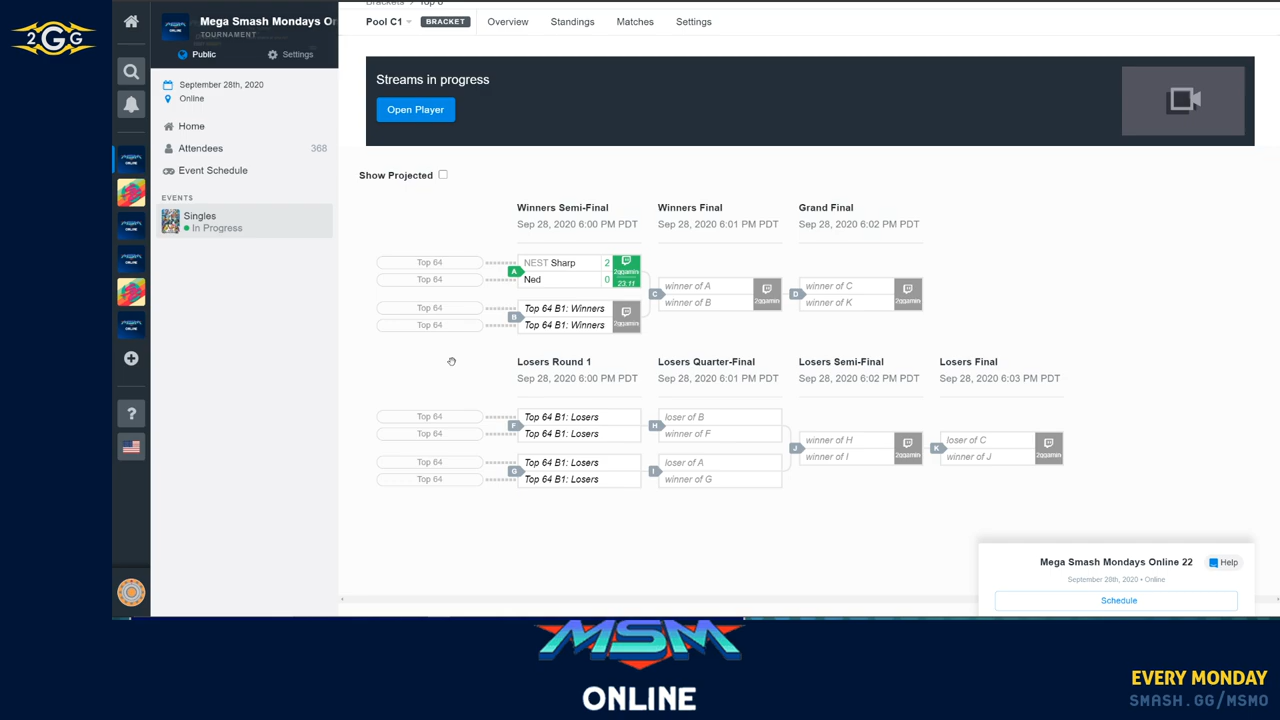 2GG
Mega Smash Mondays Or
TOURNAMENT
Public
Settings
September 28th, 2020
Online
Home
Attendees
368
Event Schedule
EVENTS
Singles
In Progress
Brackets
Top 8
Pool C1
BRACKET
Overview
Standings
Matches
Settings
Streams in progress
Open Player
Show Projected
Winners Semi-Final
Winners Final
Grand Final
Sep 28, 2020 6:00 PM PDT
Sep 28, 2020 6:01 PM PDT
Sep 28, 2020 6:02 PM PDT
Top 64
A
NEST Sharp 2
2ggamin
Top 64
Ned 0
23:11
C
winner of A
winner of B
2ggamin
D
winner of C
winner of K
2ggamin
Top 64
B
Top 64 B1: Winners
2ggamin
Top 64
Top 64 B1: Winners
Losers Round 1
Losers Quarter-Final
Losers Semi-Final
Losers Final
Sep 28, 2020 6:00 PM PDT
Sep 28, 2020 6:01 PM PDT
Sep 28, 2020 6:02 PM PDT
Sep 28, 2020 6:03 PM PDT
Top 64
F
Top 64 B1: Losers
H
loser of B
Top 64
Top 64 B1: Losers
winner of F
J
winner of H
winner of I
2ggamin
K
loser of C
winner of J
2ggamin
Top 64
G
Top 64 B1: Losers
I
loser of A
Top 64
Top 64 B1: Losers
winner of G
Mega Smash Mondays Online 22
Help
September 28th, 2020 • Online
Schedule
MSM
ONLINE
EVERY MONDAY
SMASH.GG/MSMO